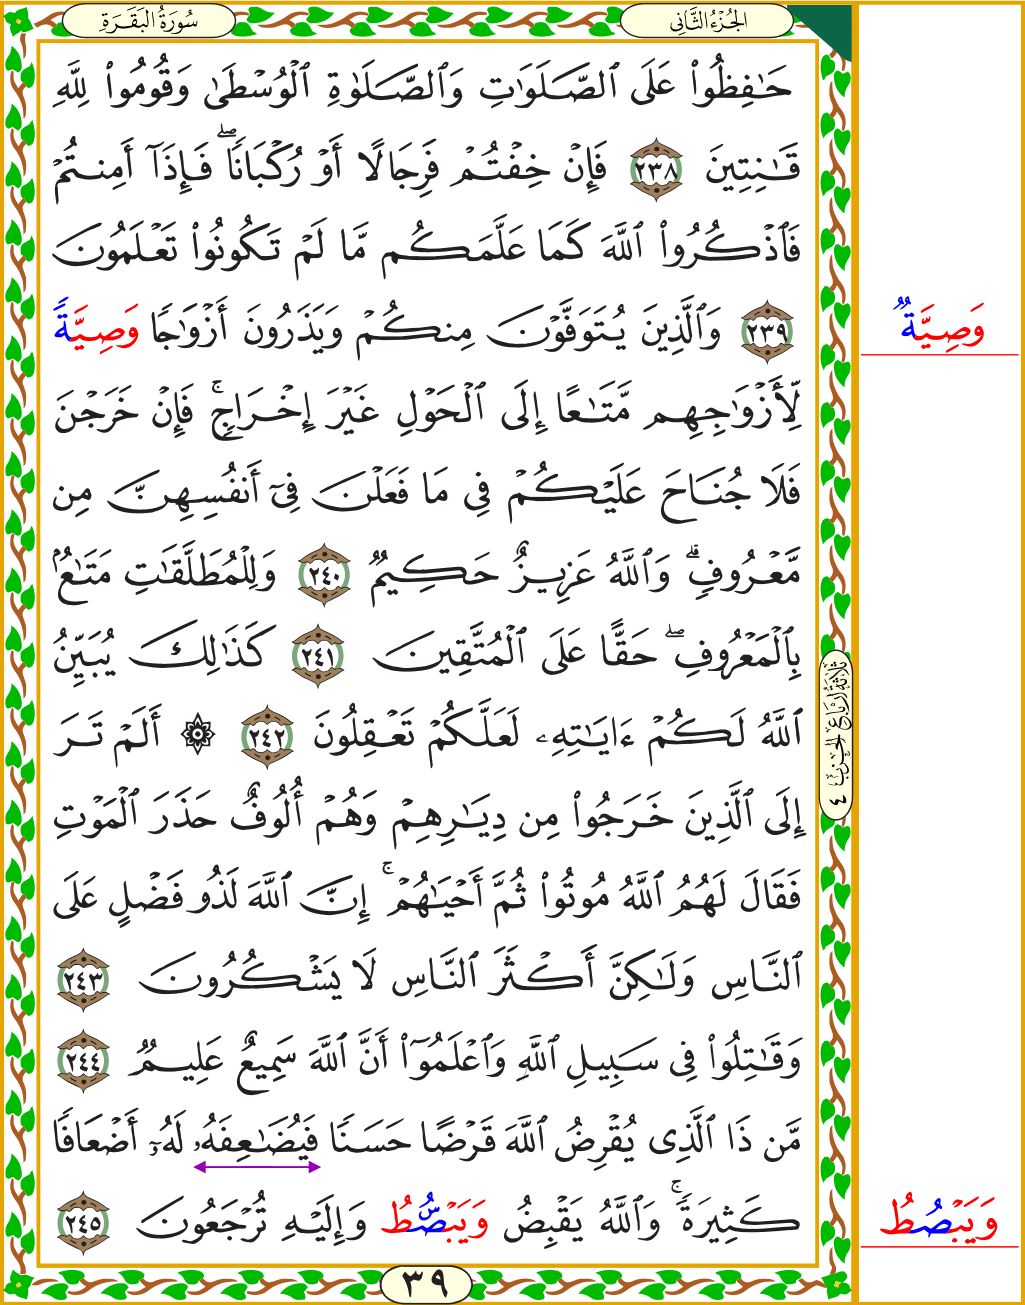 سُورَةُ البَقَرَةِ
الجُزءُ الثَّانِي
حَٰفِظُوا۟ عَلَى ٱلصَّلَوَٰتِ وَٱلصَّلَوٰةِ ٱلْوُسْطَىٰ وَقُومُوا۟ لِلَّهِ
قَٰنِتِينَ ٢٣٨ فَإِنْ خِفْتُمْ فَرِجَالًا أَوْ رُكْبَانًا ۖ فَإِذَآ أَمِنتُمْ
فَٱذْكُرُوا۟ ٱللَّهَ كَمَا عَلَّمَكُم مَّا لَمْ تَكُونُوا۟ تَعْلَمُونَ
٢٣٩ وَٱلَّذِينَ يُتَوَفَّوْنَ مِنكُمْ وَيَذَرُونَ أَزْوَٰجًا وَصِيَّةً
وَصِيَّةٌ
لِّأَزْوَٰجِهِم مَّتَٰعًا إِلَى ٱلْحَوْلِ غَيْرَ إِخْرَاجٍ ۚ فَإِنْ خَرَجْنَ
فَلَا جُنَاحَ عَلَيْكُمْ فِى مَا فَعَلْنَ فِىٓ أَنفُسِهِنَّ مِن
مَّعْرُوفٍ ۗ وَٱللَّهُ عَزِيزٌ حَكِيمٌ ٢٤٠ وَلِلْمُطَلَّقَٰتِ مَتَٰعٌۢ
بِٱلْمَعْرُوفِ ۖ حَقًّا عَلَى ٱلْمُتَّقِينَ ٢٤١ كَذَٰلِكَ يُبَيِّنُ
ٱللَّهُ لَكُمْ ءَايَٰتِهِۦ لَعَلَّكُمْ تَعْقِلُونَ ٢٤٢ ۞ أَلَمْ تَرَ
ثلاثة أرباع الحزب ٤
إِلَى ٱلَّذِينَ خَرَجُوا۟ مِن دِيَٰرِهِمْ وَهُمْ أُلُوفٌ حَذَرَ ٱلْمَوْتِ
فَقَالَ لَهُمُ ٱللَّهُ مُوتُوا۟ ثُمَّ أَحْيَٰهُمْ ۚ إِنَّ ٱللَّهَ لَذُو فَضْلٍ عَلَى
ٱلنَّاسِ وَلَٰكِنَّ أَكْثَرَ ٱلنَّاسِ لَا يَشْكُرُونَ ٢٤٣
وَقَٰتِلُوا۟ فِى سَبِيلِ ٱللَّهِ وَٱعْلَمُوٓا۟ أَنَّ ٱللَّهَ سَمِيعٌ عَلِيمٌ ٢٤٤
مَّن ذَا ٱلَّذِى يُقْرِضُ ٱللَّهَ قَرْضًا حَسَنًا فَيُضَٰعِفَهُۥ لَهُۥٓ أَضْعَافًا
كَثِيرَةً ۚ وَٱللَّهُ يَقْبِضُ وَيَبْصُۜطُ وَإِلَيْهِ تُرْجَعُونَ ٢٤٥
وَيَبْصُطُ
٣٩